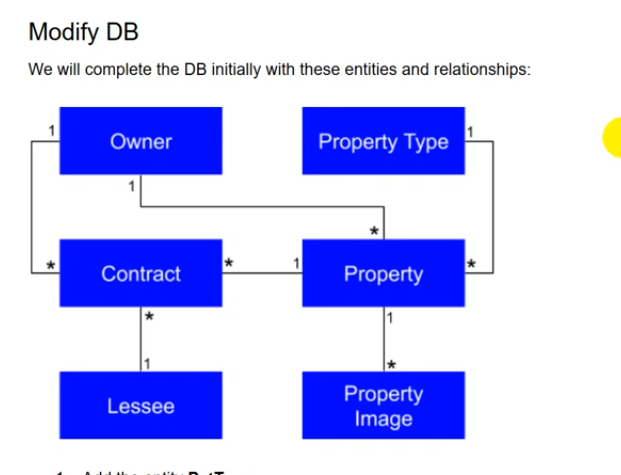 Modify DB
We will complete the DB initially with these entities and relationships:
1 Owner Property Type 1
1
*
* Contract * 1 Property *
* 1
1 *
Lessee Property
Image
1. Add the entity